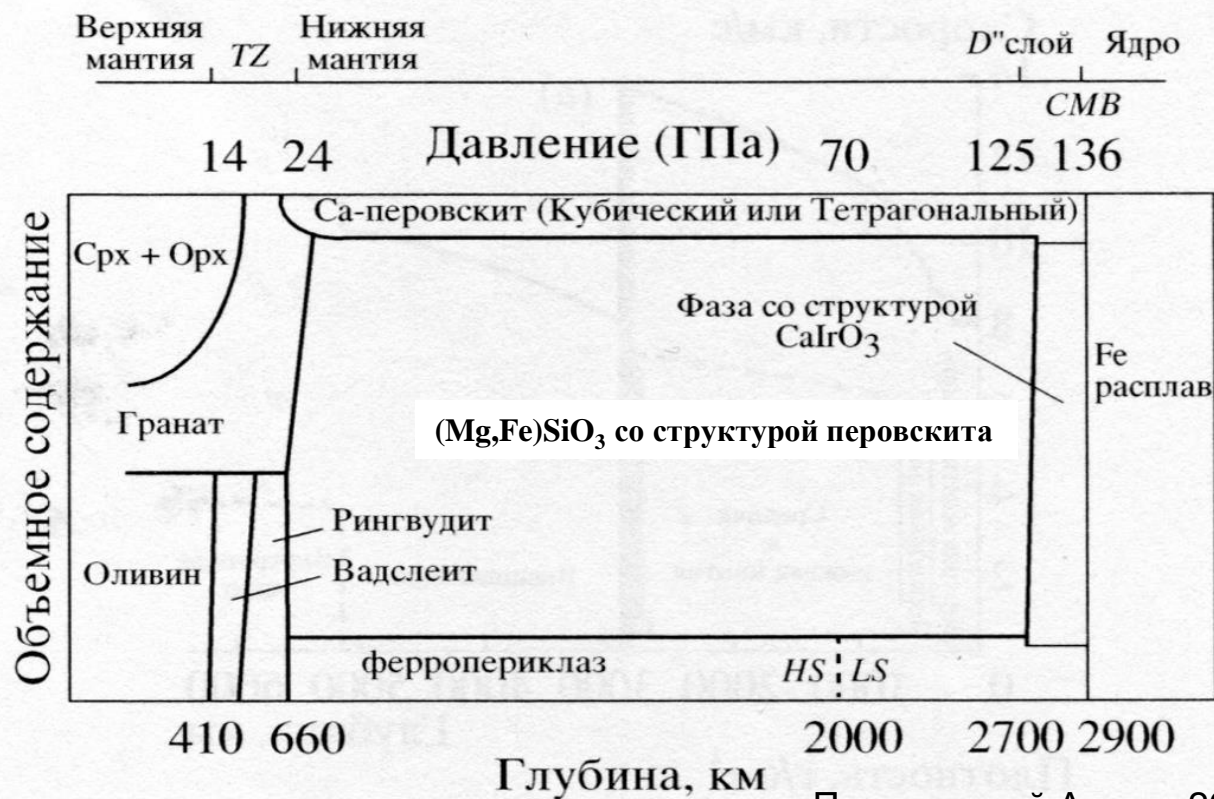 Верхняя мантия
TZ
Нижняя мантия
D"слой
Ядро
CMB
Давление (ГПа)
14 24 70 125 136
Ca-перовскит (Кубический или Тетрагональный)
Cpx + Opx
Фаза со структурой
CaIrO3
Fe
расплав
Гранат
(Mg,Fe)SiO3 со структурой перовскита
Рингвудит
Вадслеит
Оливин
ферропериклаз
HS LS
Объемное содержание
410 660 2000 2700 2900
Глубина, км